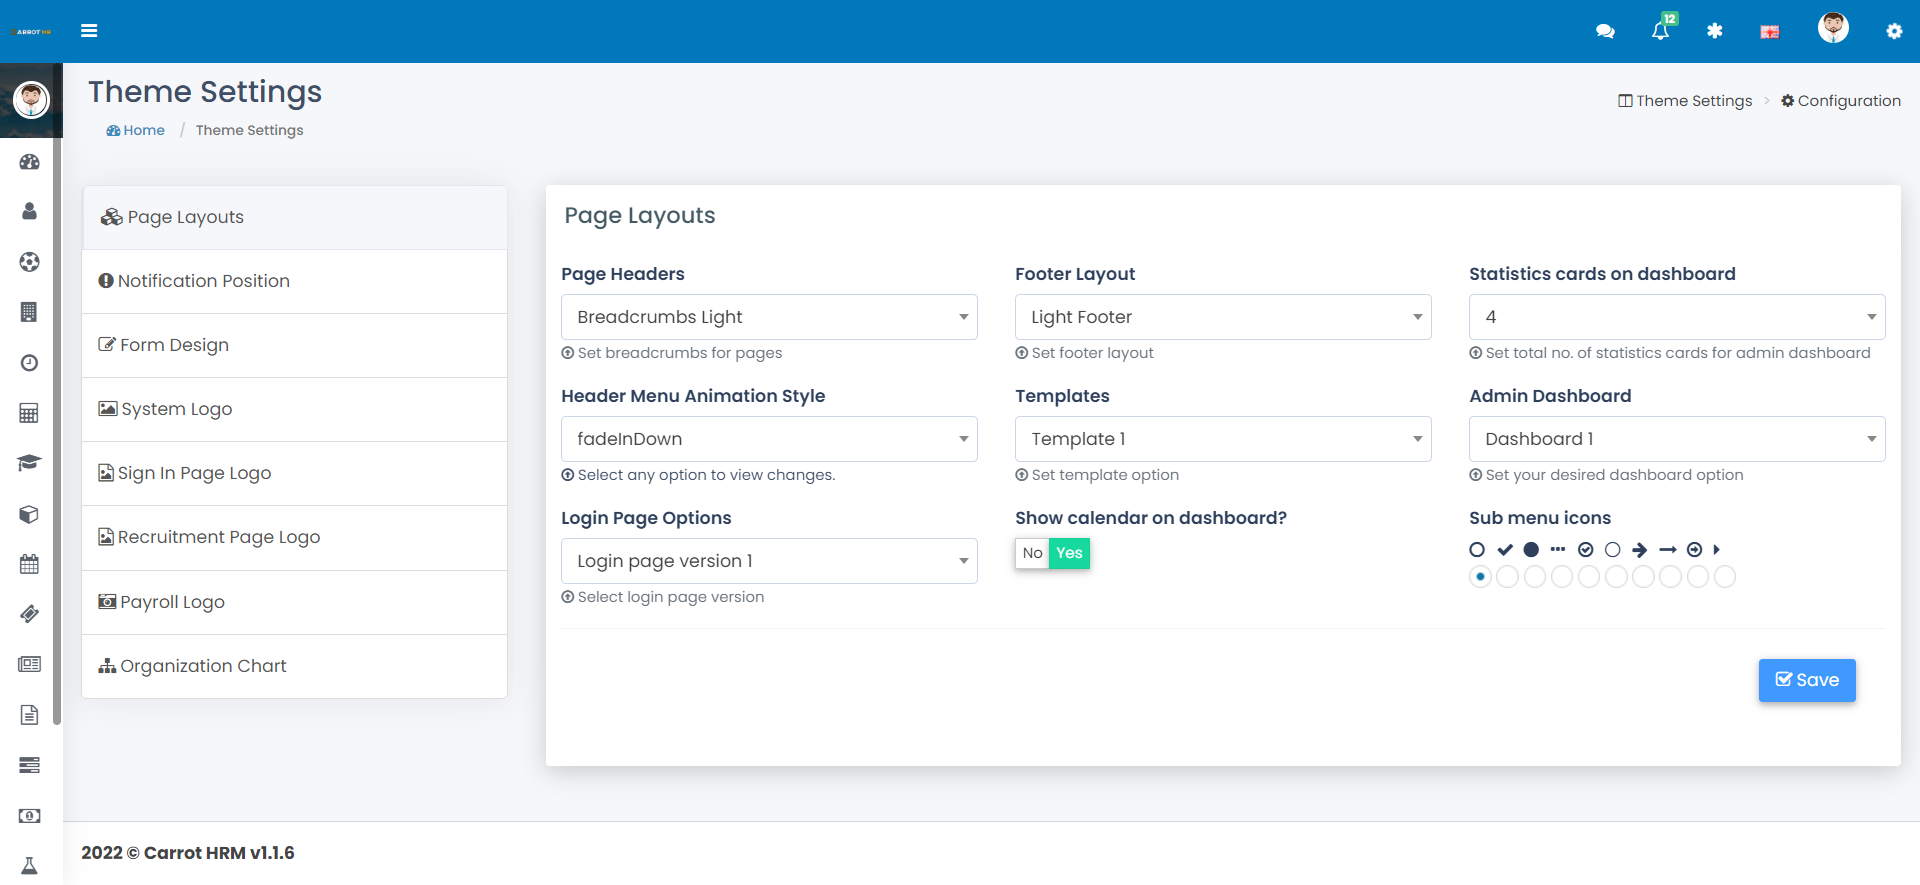 ARROT HR
12
Theme Settings
Home / Theme Settings
Theme Settings > Configuration
Page Layouts
Notification Position
Form Design
System Logo
Sign In Page Logo
Recruitment Page Logo
Payroll Logo
Organization Chart
Page Layouts
Page Headers
Breadcrumbs Light
Set breadcrumbs for pages
Footer Layout
Light Footer
Set footer layout
Statistics cards on dashboard
4
Set total no. of statistics cards for admin dashboard
Header Menu Animation Style
fadeInDown
Select any option to view changes.
Templates
Template 1
Set template option
Admin Dashboard
Dashboard 1
Set your desired dashboard option
Login Page Options
Login page version 1
Select login page version
Show calendar on dashboard?
No Yes
Sub menu icons
Save
2022 © Carrot HRM v1.1.6